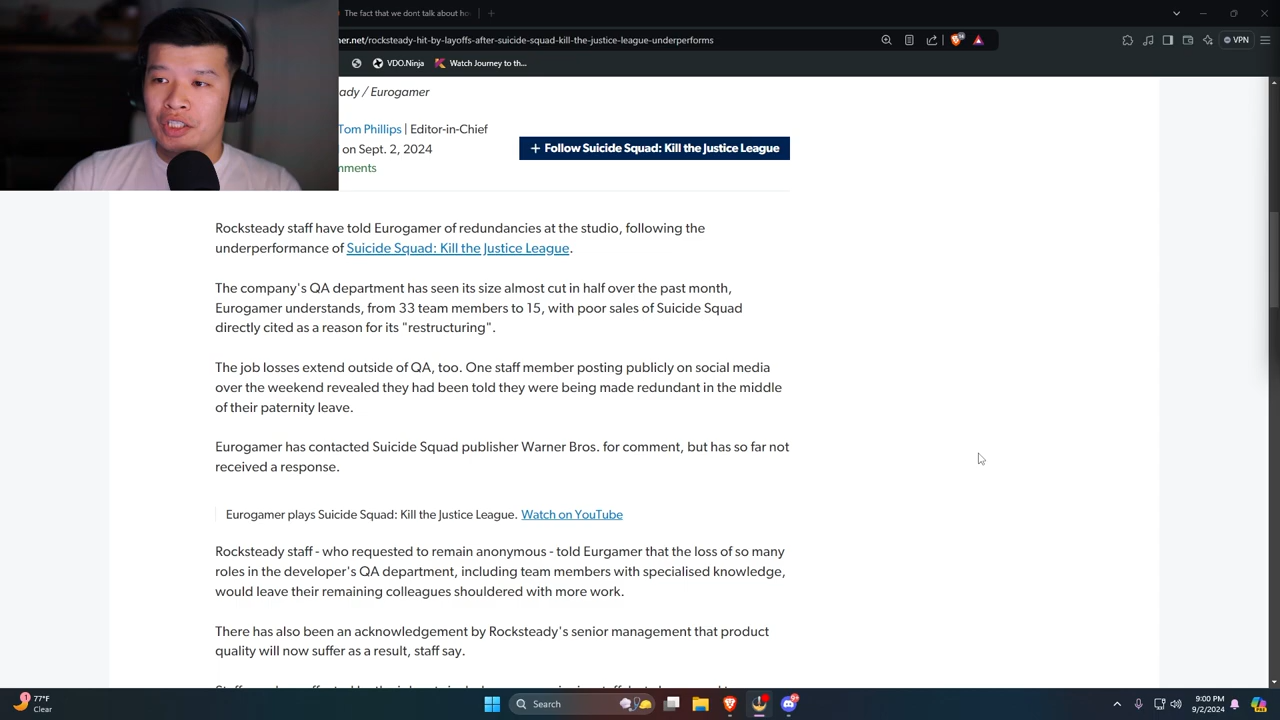 The fact that we dont talk about ho
ner.net/rocksteady-hit-by-layoffs-after-suicide-squad-kill-the-justice-league-underperforms
VPN
VDO.Ninja
Watch Journey to th...
ady / Eurogamer
Tom Phillips | Editor-in-Chief
on Sept. 2, 2024
mments
+ Follow Suicide Squad: Kill the Justice League
Rocksteady staff have told Eurogamer of redundancies at the studio, following the
underperformance of Suicide Squad: Kill the Justice League.
The company's QA department has seen its size almost cut in half over the past month,
Eurogamer understands, from 33 team members to 15, with poor sales of Suicide Squad
directly cited as a reason for its "restructuring".
The job losses extend outside of QA, too. One staff member posting publicly on social media
over the weekend revealed they had been told they were being made redundant in the middle
of their paternity leave.
Eurogamer has contacted Suicide Squad publisher Warner Bros. for comment, but has so far not
received a response.
Eurogamer plays Suicide Squad: Kill the Justice League. Watch on YouTube
Rocksteady staff - who requested to remain anonymous - told Eurgamer that the loss of so many
roles in the developer's QA department, including team members with specialised knowledge,
would leave their remaining colleagues shouldered with more work.
There has also been an acknowledgement by Rocksteady's senior management that product
quality will now suffer as a result, staff say.
77°F
Clear
Search
9:00 PM
9/2/2024